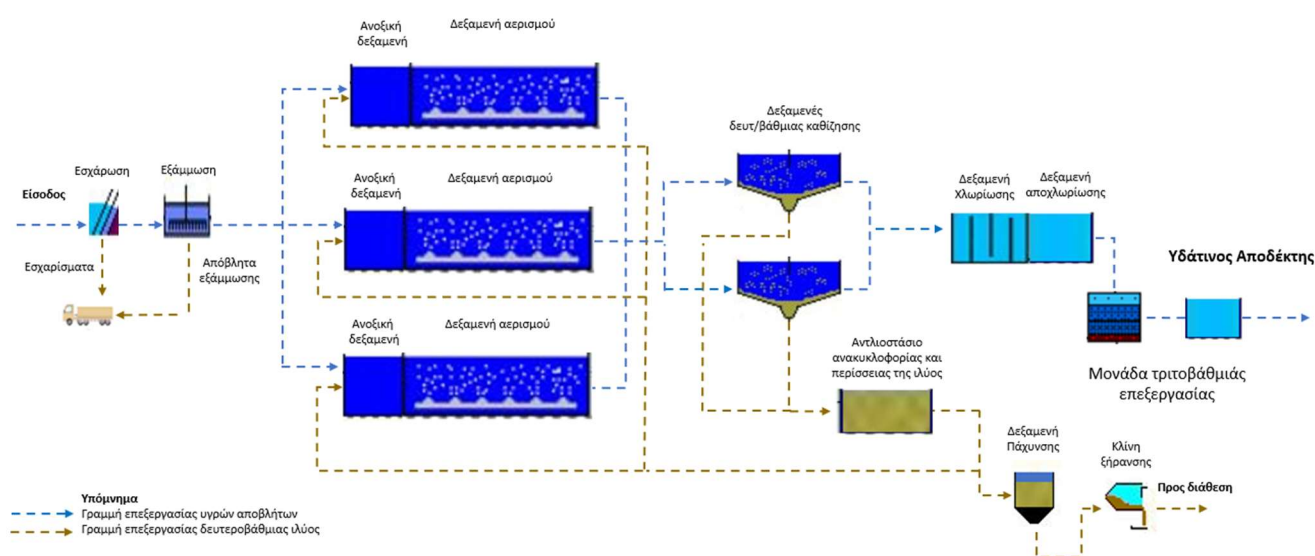 Ανοξική
δεξαμενή
Δεξαμενή αερισμού
Δεξαμενές
δευτ/βάθμιας καθίζησης
Εσχάρωση
Εξάμμωση
Είσοδος
Ανοξική
δεξαμενή
Δεξαμενή αερισμού
Δεξαμενή
Χλωρίωσης
Δεξαμενή
αποχλωρίωσης
Εσχαρίσματα
Απόβλητα
εξάμμωσης
Υδάτινος Αποδέκτης
Ανοξική
δεξαμενή
Δεξαμενή αερισμού
Αντλιοστάσιο
ανακυκλοφορίας και
περίσσειας της ιλύος
Μονάδα τριτοβάθμιάς
επεξεργασίας
Δεξαμενή
Πάχυνσης
Κλίνη
ξήρανσης
Προς διάθεση
Υπόμνημα
Γραμμή επεξεργασίας υγρών αποβλήτων
Γραμμή επεξεργασίας δευτεροβάθμιας ιλύος